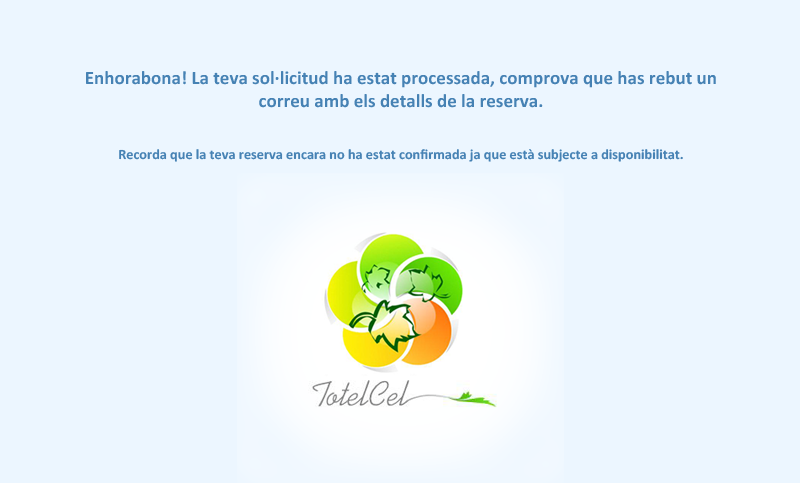 Enhorabona! La teva sol·licitud ha estat processada, comprova que has rebut un
correu amb els detalls de la reserva.
Recorda que la teva reserva encara no ha estat confirmada ja que està subjecte a disponibilitat.
TotelCel